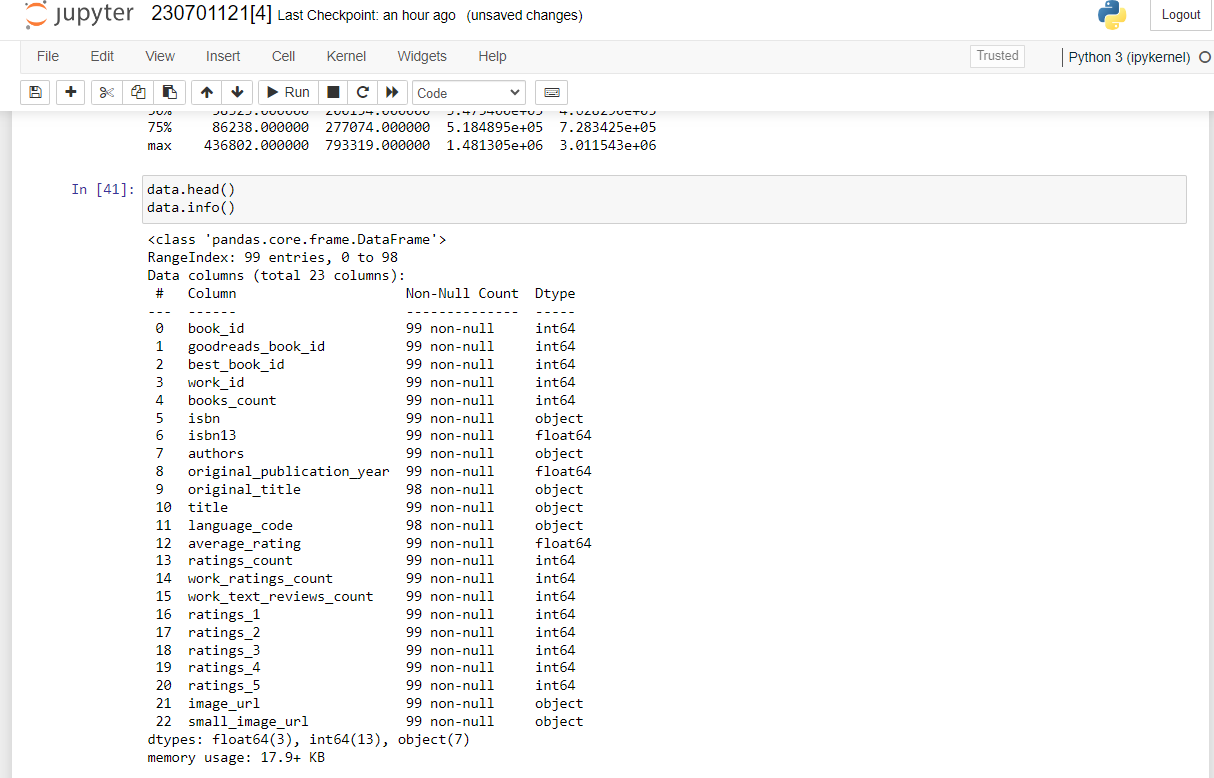 jupyter 230701121[4] Last Checkpoint: an hour ago (unsaved changes) Logout
File Edit View Insert Cell Kernel Widgets Help Trusted Python 3 (ipykernel)
Run Code
75% 86238.000000 277074.000000 5.184895e+05 7.283425e+05
max 436802.000000 793319.000000 1.481305e+06 3.011543e+06
In [41]: data.head()
data.info()
<class 'pandas.core.frame.DataFrame'>
RangeIndex: 99 entries, 0 to 98
Data columns (total 23 columns):
# Column Non-Null Count Dtype
--- ------ -------------- -----
0 book_id 99 non-null int64
1 goodreads_book_id 99 non-null int64
2 best_book_id 99 non-null int64
3 work_id 99 non-null int64
4 books_count 99 non-null int64
5 isbn 99 non-null object
6 isbn13 99 non-null float64
7 authors 99 non-null object
8 original_publication_year 99 non-null float64
9 original_title 98 non-null object
10 title 99 non-null object
11 language_code 98 non-null object
12 average_rating 99 non-null float64
13 ratings_count 99 non-null int64
14 work_ratings_count 99 non-null int64
15 work_text_reviews_count 99 non-null int64
16 ratings_1 99 non-null int64
17 ratings_2 99 non-null int64
18 ratings_3 99 non-null int64
19 ratings_4 99 non-null int64
20 ratings_5 99 non-null int64
21 image_url 99 non-null object
22 small_image_url 99 non-null object
dtypes: float64(3), int64(13), object(7)
memory usage: 17.9+ KB